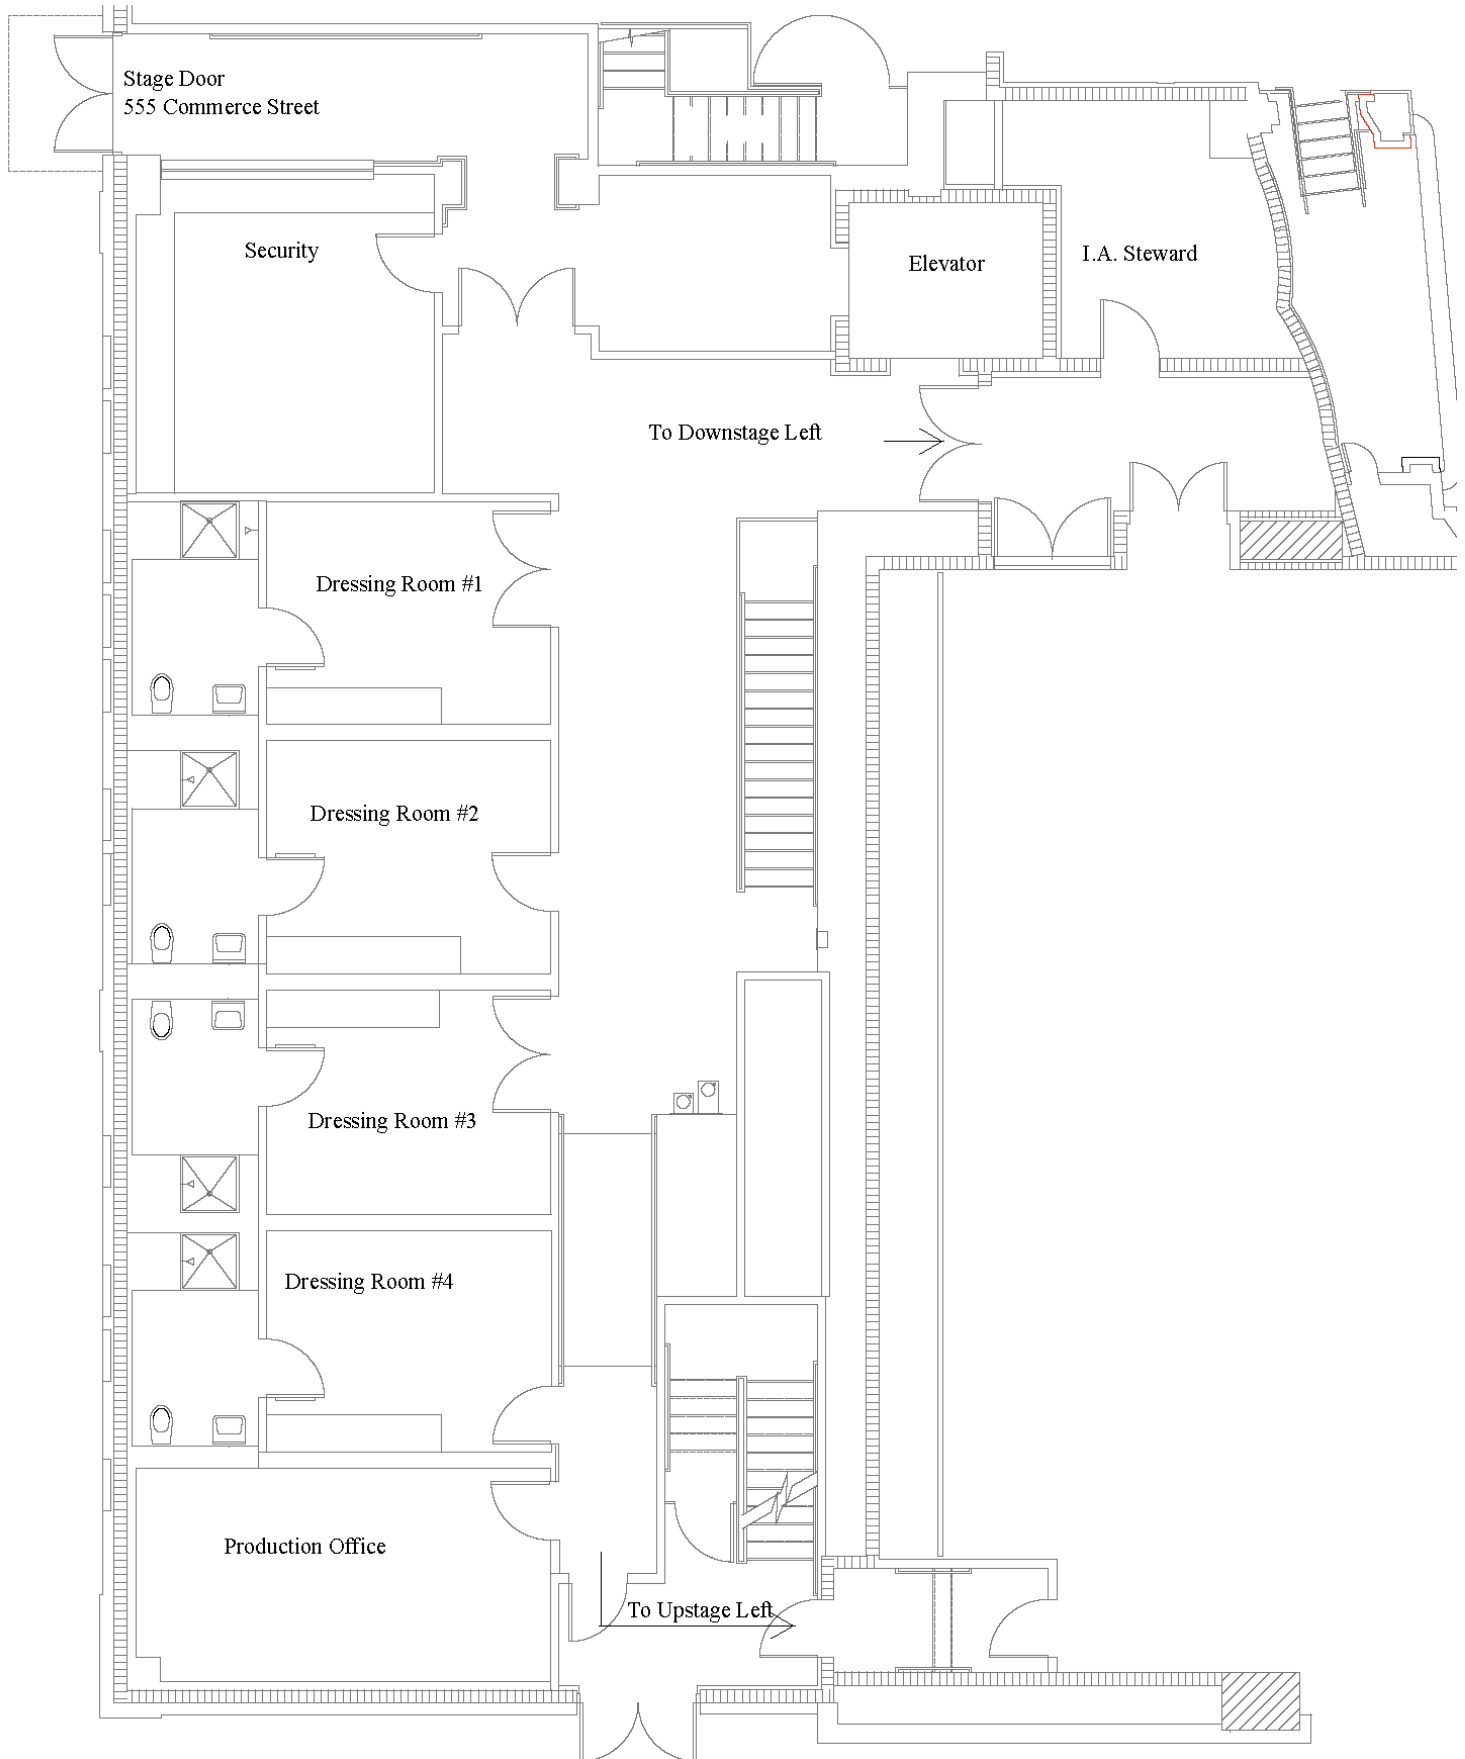 Stage Door
555 Commerce Street
Security
Elevator
I.A. Steward
To Downstage Left
Dressing Room #1
Dressing Room #2
Dressing Room #3
Dressing Room #4
Production Office
To Upstage Left